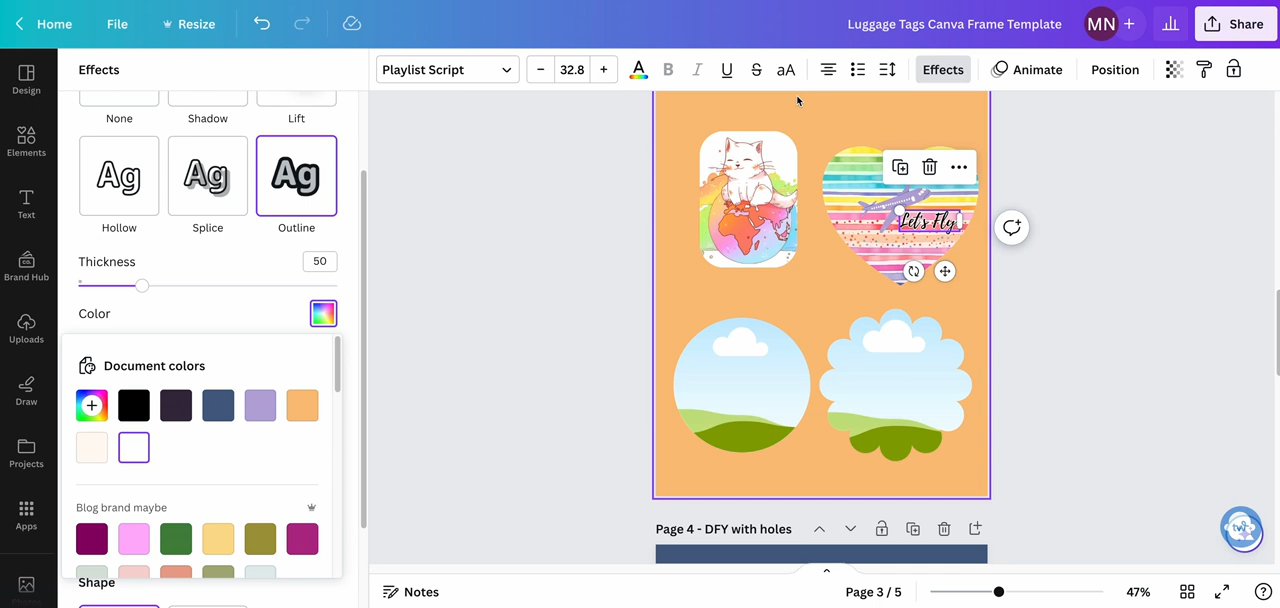 Home File Resize Luggage Tags Canva Frame Template MN + Share
Design
Elements
Text
Brand Hub
Uploads
Draw
Projects
Apps
Effects
None Shadow Lift
Ag Ag Ag
Hollow Splice Outline
Thickness 50
Color
Document colors
Blog brand maybe
Shape
Playlist Script − 32.8 + A B I U S aA Effects Animate Position
Let's Fly
Page 4 - DFY with holes
Notes Page 3 / 5 47% ?